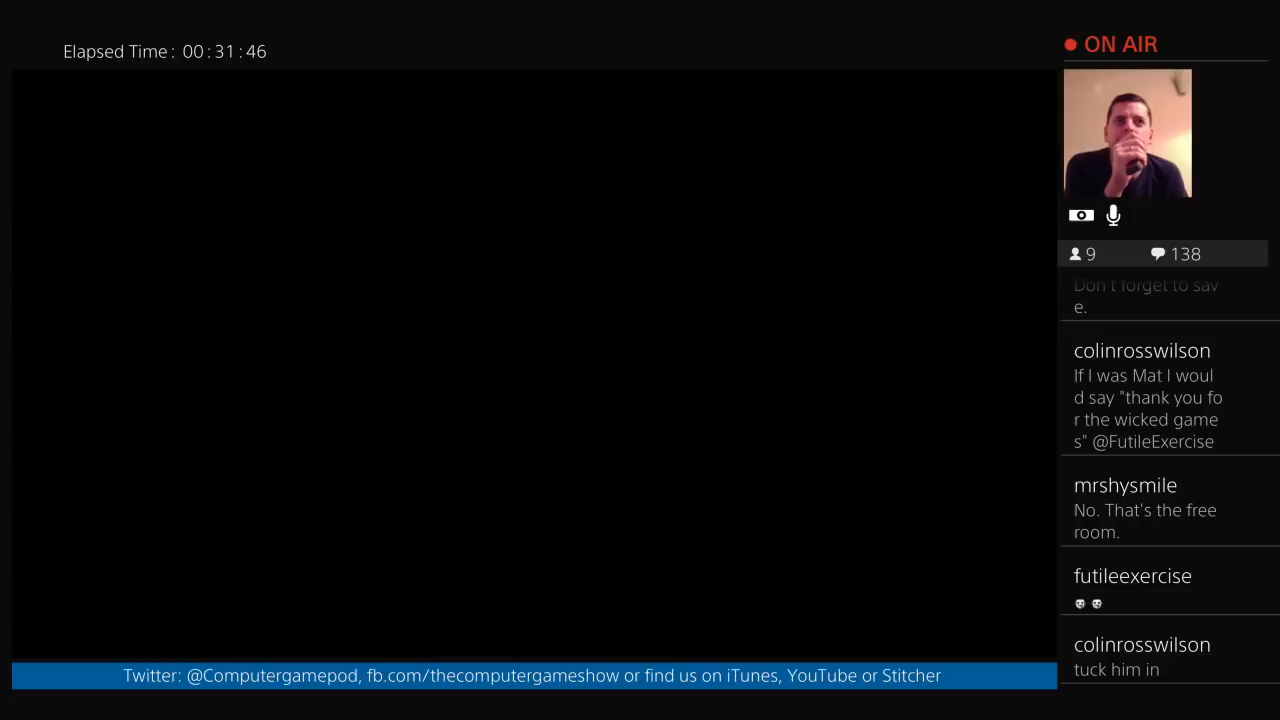 Elapsed Time: 00:31:46
ON AIR
9 138
Don't forget to sav
e.
colinrosswilson
If I was Mat I woul
d say "thank you fo
r the wicked game
s" @FutileExercise
mrshysmile
No. That's the free
room.
futileexercise
colinrosswilson
tuck him in
Twitter: @Computergamepod, fb.com/thecomputergameshow or find us on iTunes, YouTube or Stitcher